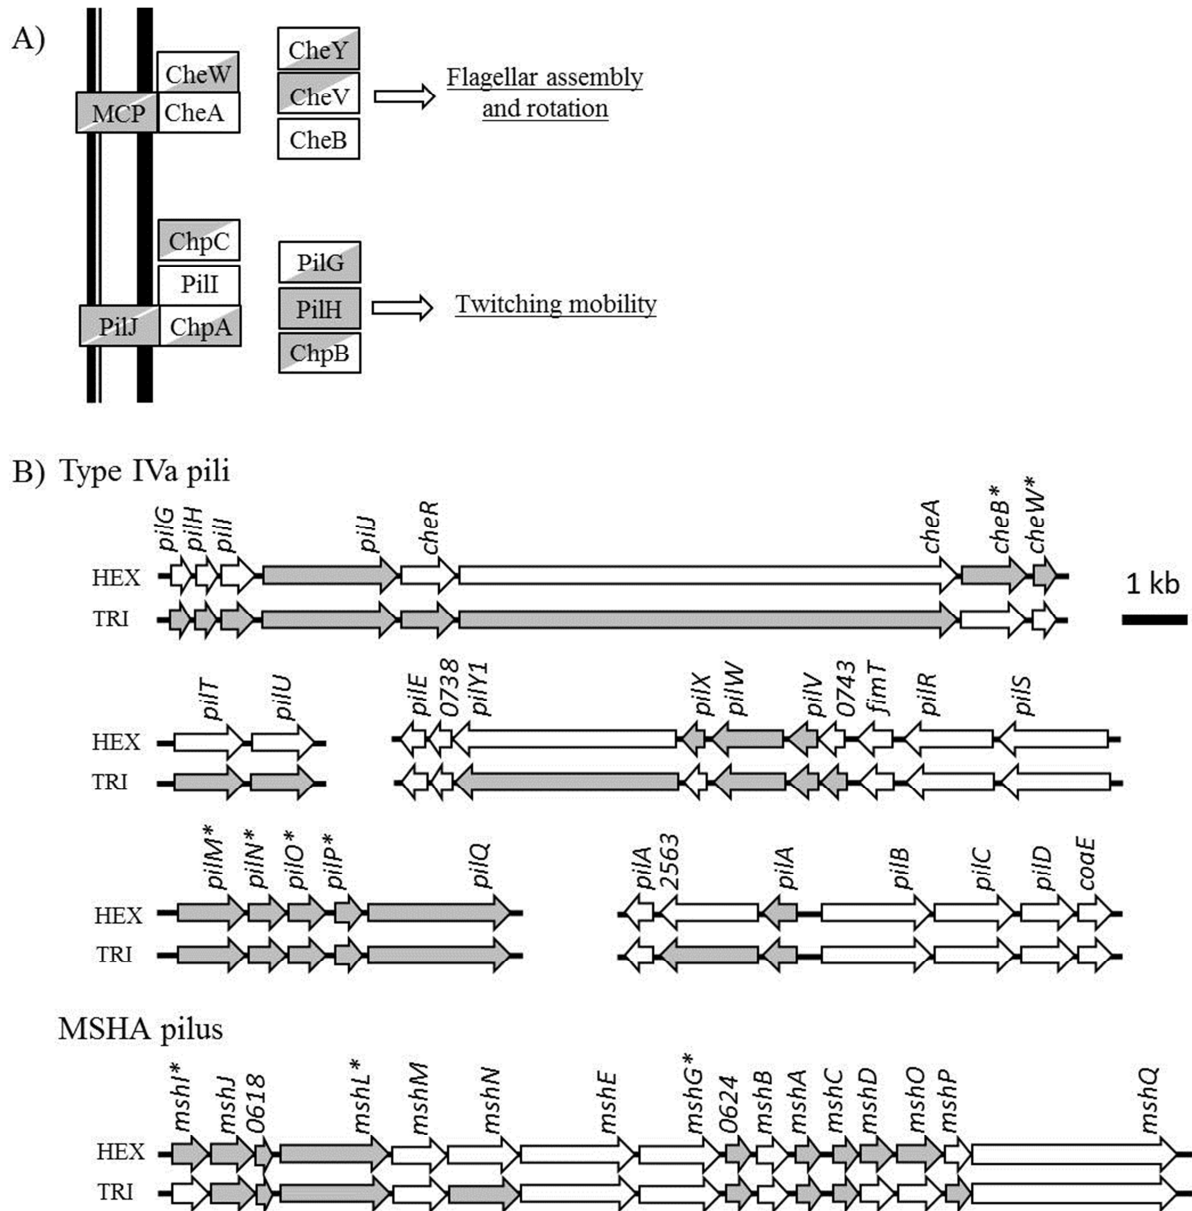 A)
CheW
MCP CheA
CheY
CheV
CheB
Flagellar assembly
and rotation
ChpC
PilI
PilJ ChpA
PilG
PilH
ChpB
Twitching mobility
B) Type IVa pili
pilG pilH pilI pilJ cheR cheA cheB* cheW*
HEX
TRI
1 kb
pilT pilU pilE 0738 pilY1 pilX pilW pilV 0743 fimT pilR pilS
HEX
TRI
pilM* pilN* pilO* pilP* pilQ pilA 2563 pilA pilB pilC pilD coaE
HEX
TRI
MSHA pilus
mshI* mshJ 0618 mshL* mshM mshN mshE mshG* 0624 mshB mshA mshC mshD mshO mshP mshQ
HEX
TRI